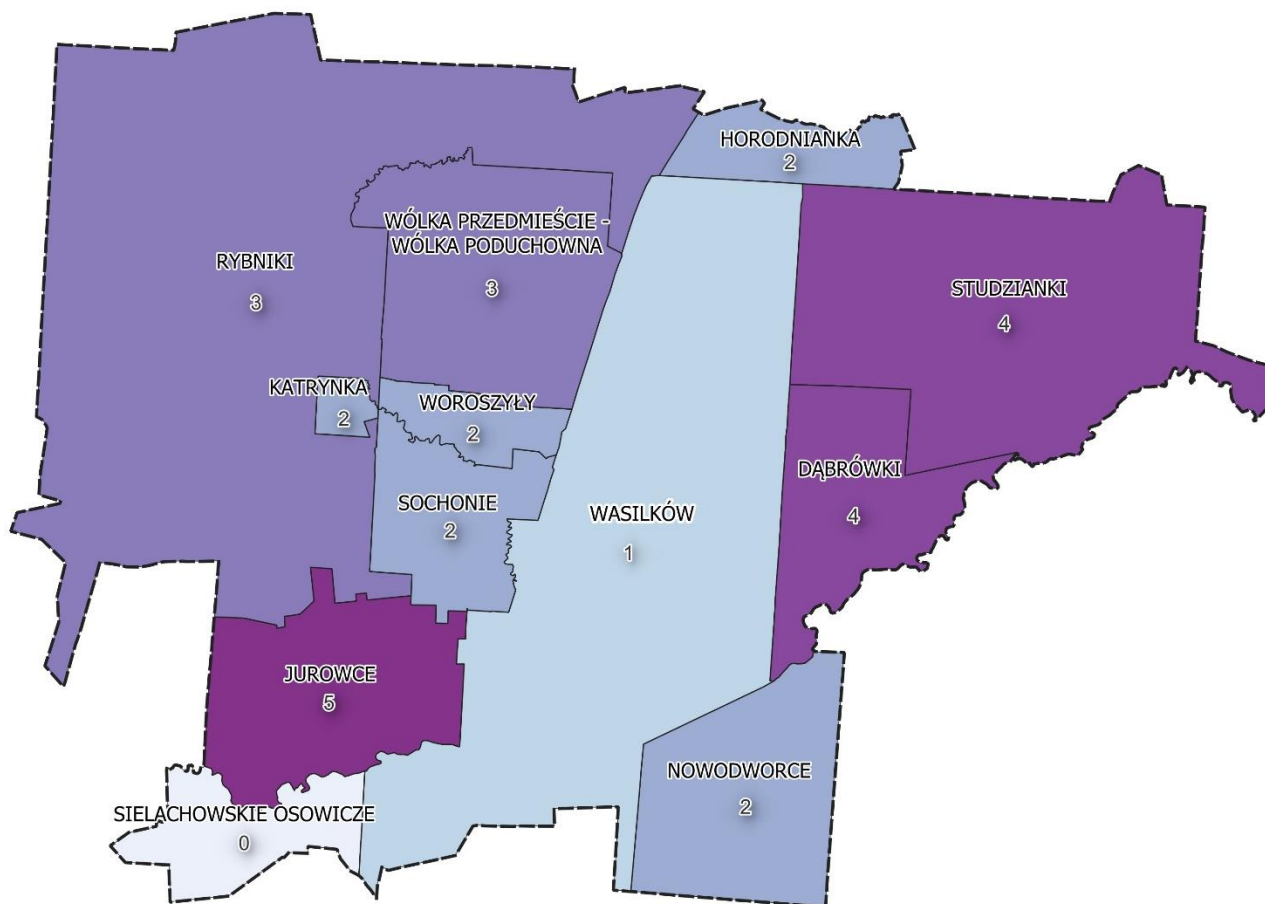 HORODNIANKA
2
WÓLKA PRZEDMIEŚCIE -
WÓLKA PODUCHOWNA
3
RYBNIKI
3
STUDZIANKI
4
KATRYNKA
2
WOROSZYŁY
2
DĄBRÓWKI
4
SOCHONIE
2
WASILKÓW
1
JUROWCE
5
NOWODWORCE
2
SIELACHOWSKIE OSOWICZE
0